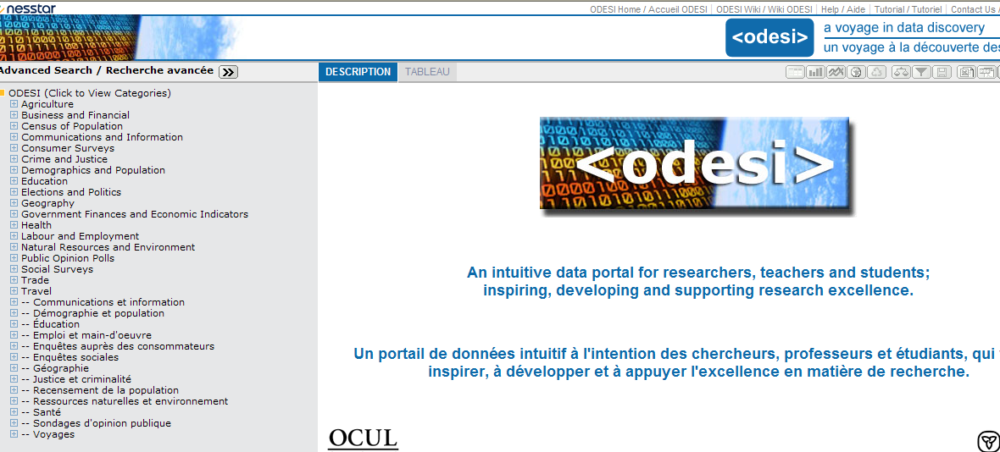 nesstar
ODESI Home / Accueil ODESI | ODESI Wiki / Wiki ODESI | Help / Aide | Tutorial / Tutoriel | Contact Us /
<odesi>
a voyage in data discovery
un voyage à la découverte des
Advanced Search / Recherche avancée
DESCRIPTION
TABLEAU
ODESI (Click to View Categories)
Agriculture
Business and Financial
Census of Population
Communications and Information
Consumer Surveys
Crime and Justice
Demographics and Population
Education
Elections and Politics
Geography
Government Finances and Economic Indicators
Health
Labour and Employment
Natural Resources and Environment
Public Opinion Polls
Social Surveys
Trade
Travel
-- Communications et information
-- Démographie et population
-- Éducation
-- Emploi et main-d'oeuvre
-- Enquêtes auprès des consommateurs
-- Enquêtes sociales
-- Géographie
-- Justice et criminalité
-- Recensement de la population
-- Ressources naturelles et environnement
-- Santé
-- Sondages d'opinion publique
-- Voyages
<odesi>
An intuitive data portal for researchers, teachers and students;
inspiring, developing and supporting research excellence.
Un portail de données intuitif à l'intention des chercheurs, professeurs et étudiants, qui
inspirer, à développer et à appuyer l'excellence en matière de recherche.
OCUL